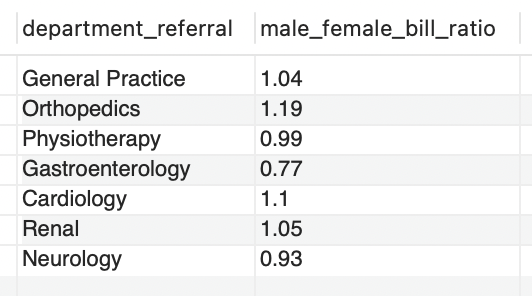 department_referral male_female_bill_ratio
General Practice 1.04
Orthopedics 1.19
Physiotherapy 0.99
Gastroenterology 0.77
Cardiology 1.1
Renal 1.05
Neurology 0.93